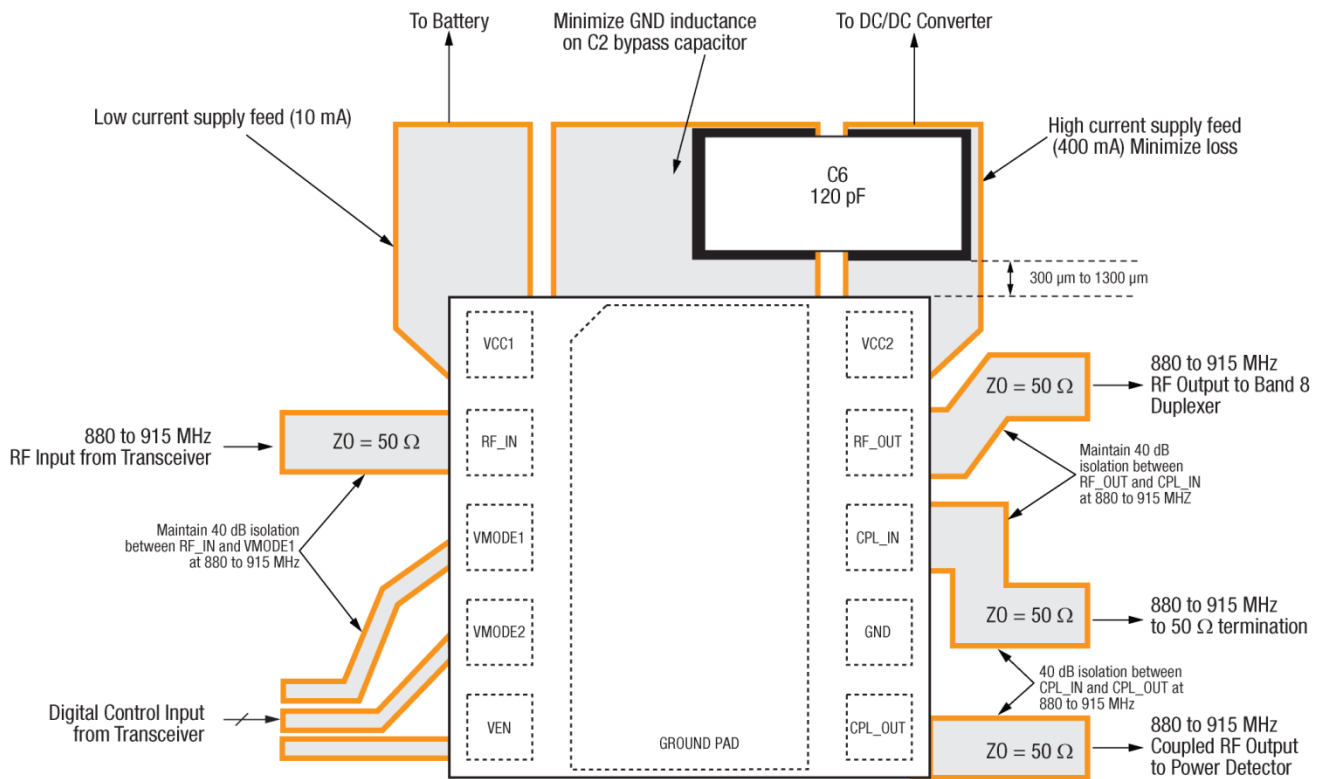 To Battery
Minimize GND inductance
on C2 bypass capacitor
To DC/DC Converter
Low current supply feed (10 mA)
High current supply feed
(400 mA) Minimize loss
C6
120 pF
300 µm to 1300 µm
VCC1
VCC2
880 to 915 MHz
RF Output to Band 8
Duplexer
ZO = 50 Ω
880 to 915 MHz
RF Input from Transceiver
ZO = 50 Ω
RF_IN
RF_OUT
Maintain 40 dB
isolation between
RF_OUT and CPL_IN
at 880 to 915 MHZ
Maintain 40 dB isolation
between RF_IN and VMODE1
at 880 to 915 MHz
VMODE1
CPL_IN
VMODE2
GND
ZO = 50 Ω
880 to 915 MHz
to 50 Ω termination
40 dB isolation between
CPL_IN and CPL_OUT at
880 to 915 MHz
Digital Control Input
from Transceiver
VEN
GROUND PAD
CPL_OUT
ZO = 50 Ω
880 to 915 MHz
Coupled RF Output
to Power Detector